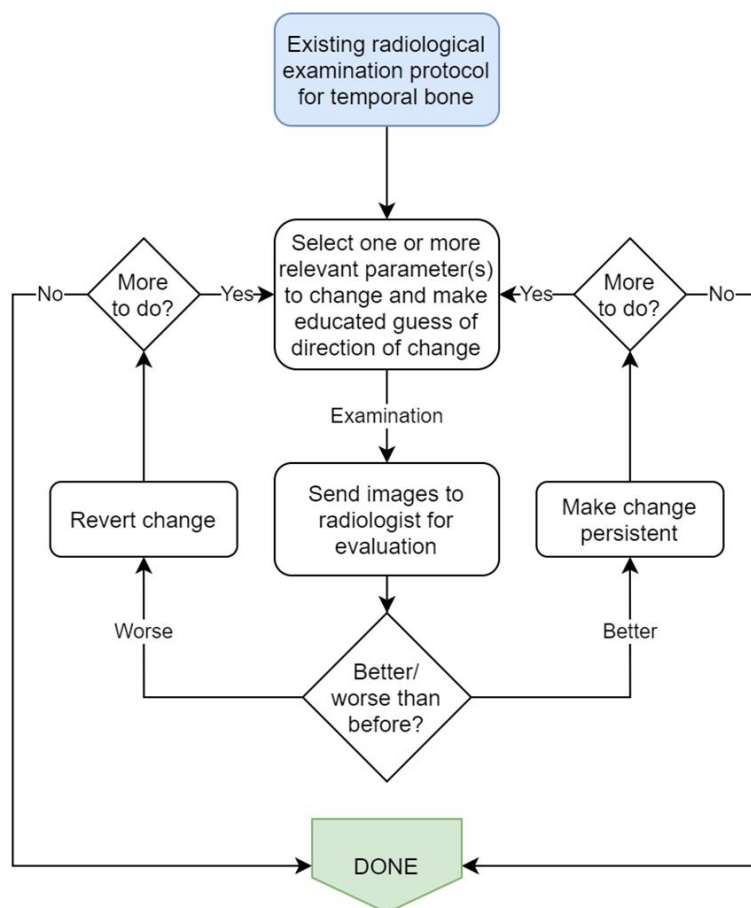 Existing radiological
examination protocol
for temporal bone
Select one or more
relevant parameter(s)
to change and make
educated guess of
direction of change
More
to do?
No
Yes
More
to do?
Yes
No
Examination
Revert change
Send images to
radiologist for
evaluation
Make change
persistent
Worse
Better
Better/
worse than
before?
DONE